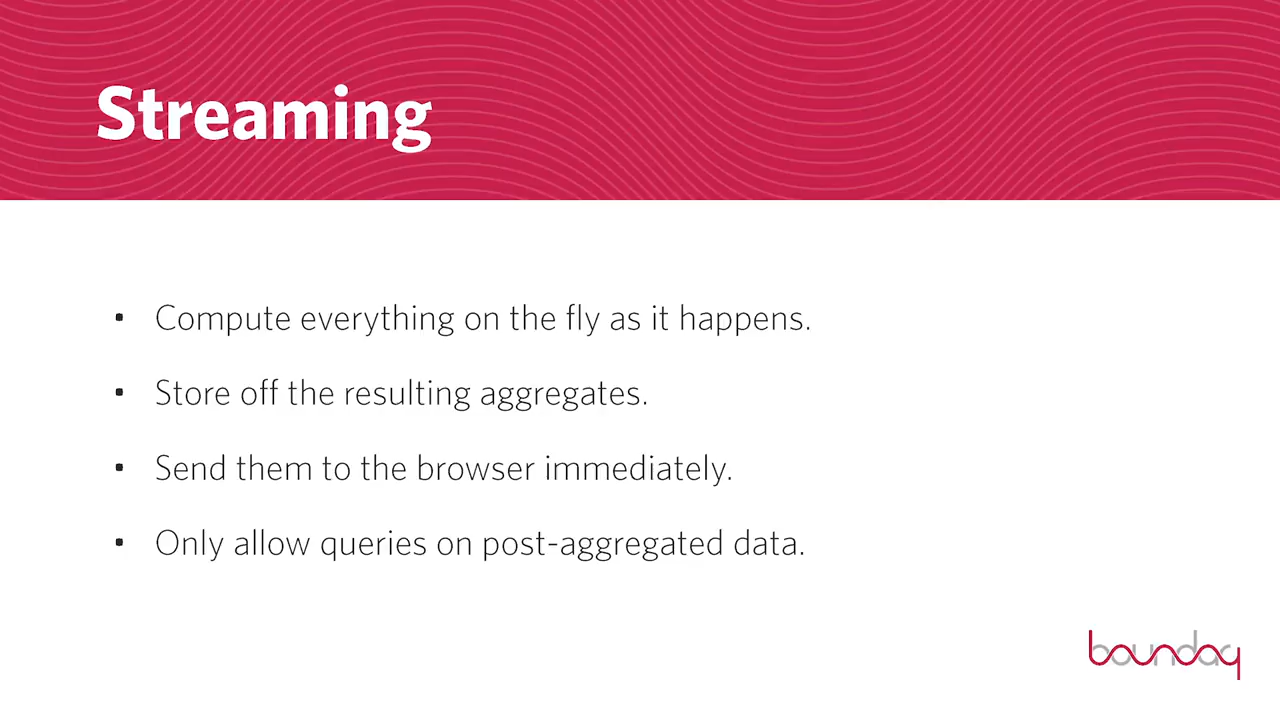 Streaming
• Compute everything on the fly as it happens.
• Store off the resulting aggregates.
• Send them to the browser immediately.
• Only allow queries on post-aggregated data.
boundary